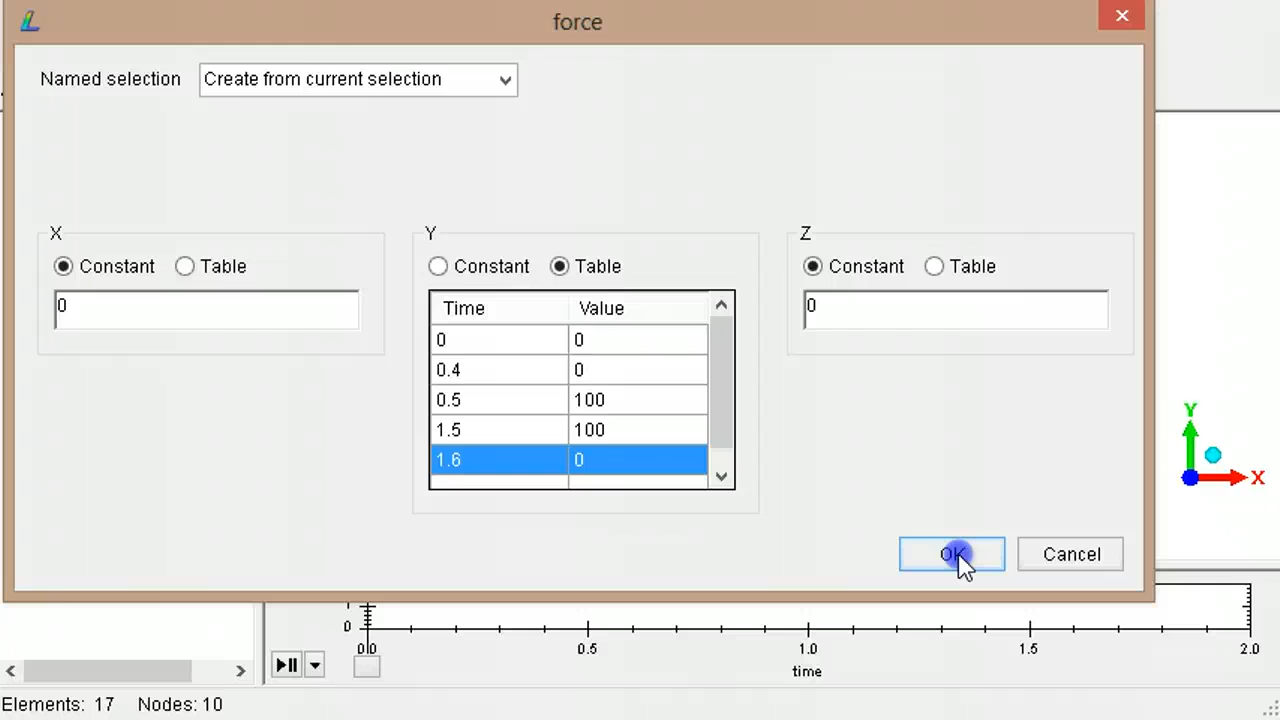 force
Named selection Create from current selection
X
Constant Table
0
Y
Constant Table
Time Value
0 0
0.4 0
0.5 100
1.5 100
1.6 0
Z
Constant Table
0
OK Cancel
0
0.0 0.5 1.0 1.5 2.0
time
Y
X
Elements: 17 Nodes: 10